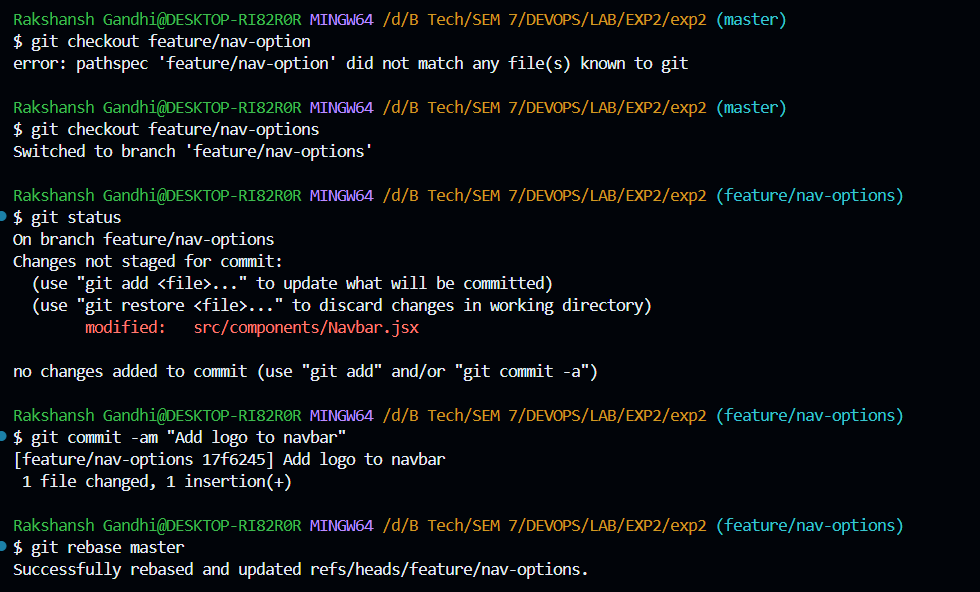 Rakshansh Gandhi@DESKTOP-RI82R0R MINGW64 /d/B Tech/SEM 7/DEVOPS/LAB/EXP2/exp2 (master)
$ git checkout feature/nav-option
error: pathspec 'feature/nav-option' did not match any file(s) known to git
Rakshansh Gandhi@DESKTOP-RI82R0R MINGW64 /d/B Tech/SEM 7/DEVOPS/LAB/EXP2/exp2 (master)
$ git checkout feature/nav-options
Switched to branch 'feature/nav-options'
Rakshansh Gandhi@DESKTOP-RI82R0R MINGW64 /d/B Tech/SEM 7/DEVOPS/LAB/EXP2/exp2 (feature/nav-options)
$ git status
On branch feature/nav-options
Changes not staged for commit:
  (use "git add <file>..." to update what will be committed)
  (use "git restore <file>..." to discard changes in working directory)
        modified:   src/components/Navbar.jsx
no changes added to commit (use "git add" and/or "git commit -a")
Rakshansh Gandhi@DESKTOP-RI82R0R MINGW64 /d/B Tech/SEM 7/DEVOPS/LAB/EXP2/exp2 (feature/nav-options)
$ git commit -am "Add logo to navbar"
[feature/nav-options 17f6245] Add logo to navbar
 1 file changed, 1 insertion(+)
Rakshansh Gandhi@DESKTOP-RI82R0R MINGW64 /d/B Tech/SEM 7/DEVOPS/LAB/EXP2/exp2 (feature/nav-options)
$ git rebase master
Successfully rebased and updated refs/heads/feature/nav-options.